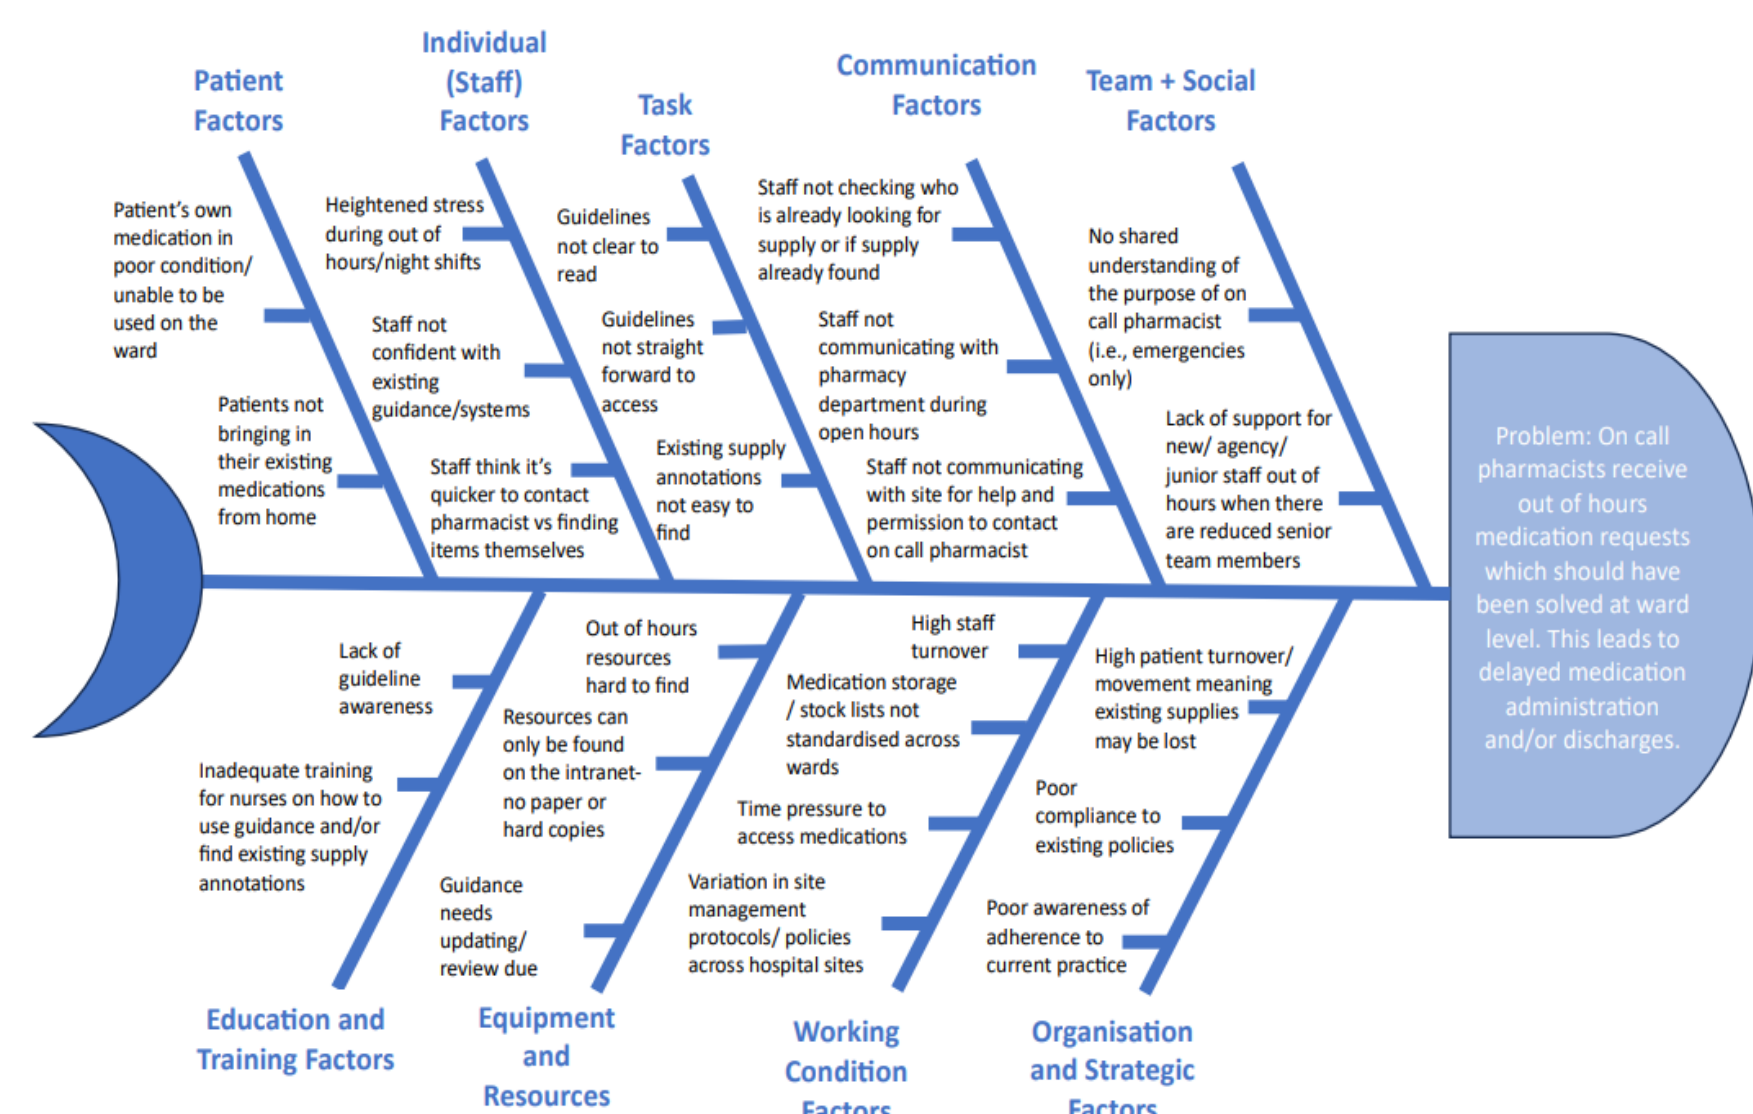 Patient
Factors
Individual
(Staff)
Factors
Task
Factors
Communication
Factors
Team + Social
Factors
Patient's own
medication in
poor condition/
unable to be
used on the
ward
Patients not
bringing in
their existing
medications
from home
Heightened stress
during out of
hours/night shifts
Staff not
confident with
existing
guidance/systems
Staff think it's
quicker to contact
pharmacist vs finding
items themselves
Guidelines
not clear to
read
Guidelines
not straight
forward to
access
Existing supply
annotations
not easy to
find
Staff not checking who
is already looking for
supply or if supply
already found
Staff not
communicating with
pharmacy
department during
open hours
Staff not communicating
with site for help and
permission to contact
on call pharmacist
No shared
understanding of
the purpose of on
call pharmacist
(i.e., emergencies
only)
Lack of support for
new/ agency/
junior staff out of
hours when there
are reduced senior
team members
Problem: On call
pharmacists receive
out of hours
medication requests
which should have
been solved at ward
level. This leads to
delayed medication
administration
and/or discharges.
Lack of
guideline
awareness
Inadequate training
for nurses on how to
use guidance and/or
find existing supply
annotations
Out of hours
resources
hard to find
Resources can
only be found
on the intranet-
no paper or
hard copies
Guidance
needs
updating/
review due
High staff
turnover
Medication storage
/ stock lists not
standardised across
wards
Time pressure to
access medications
Variation in site
management
protocols/ policies
across hospital sites
High patient turnover/
movement meaning
existing supplies
may be lost
Poor
compliance to
existing policies
Poor awareness of
adherence to
current practice
Education and
Training Factors
Equipment
and
Resources
Working
Condition
Factors
Organisation
and Strategic
Factors